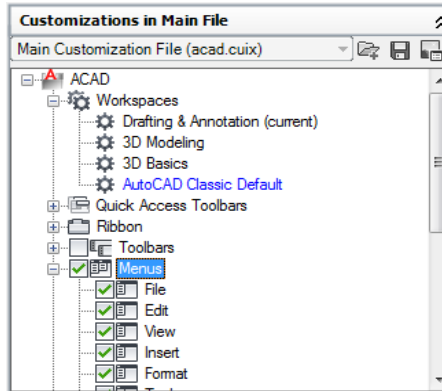 Customizations in Main File
Main Customization File (acad.cuix)
ACAD
Workspaces
Drafting & Annotation (current)
3D Modeling
3D Basics
AutoCAD Classic Default
Quick Access Toolbars
Ribbon
Toolbars
Menus
File
Edit
View
Insert
Format